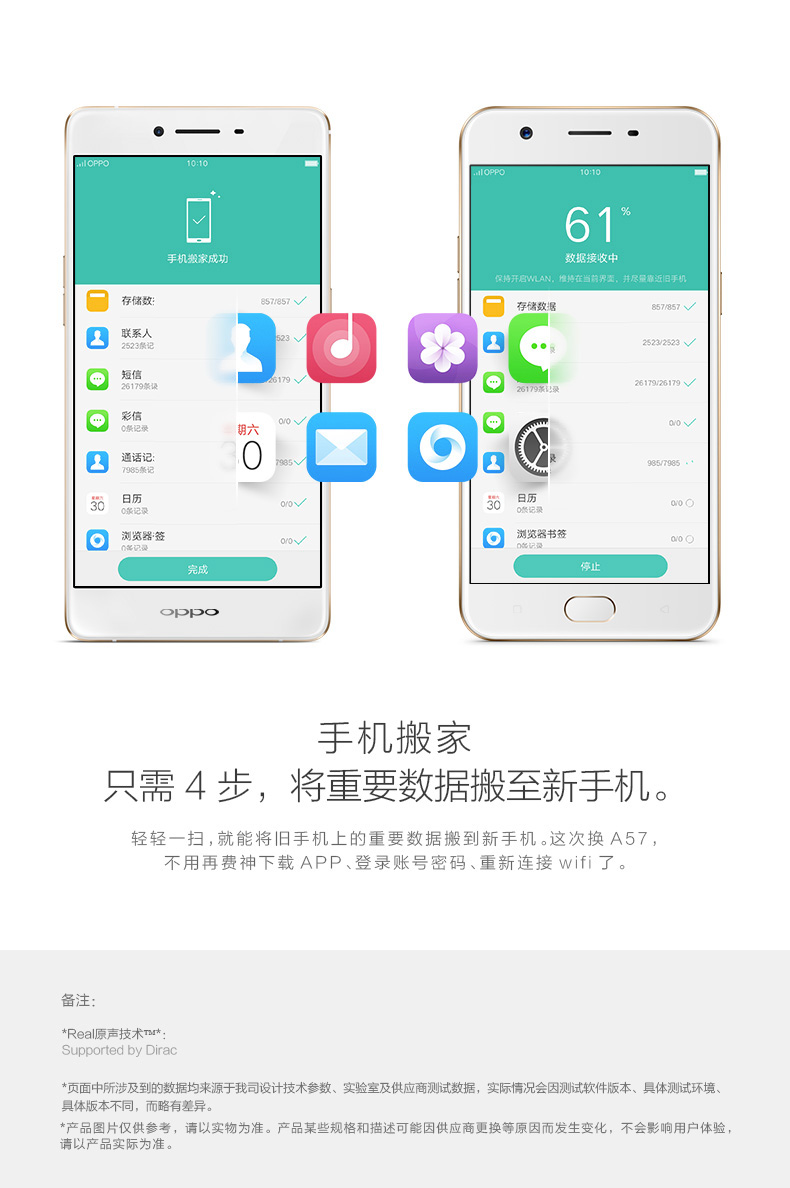 OPPO
10:10
手机搬家成功
存储数:
857/857
联系人
2523条记
2523
短信
26179条录
26179
彩信
0条记录
0/0
通话记:
7985条记
7985
日历
0条记录
0/0
浏览器:签
0条记录
0/0
完成
oppo
期六
30
OPPO
10:10
61%
数据接收中
保持开启WLAN，维持在当前界面，并尽量靠近旧手机
存储数据
857/857
2523/2523
录
26179条记录
26179/26179
0/0
录
985/7985
星期六
30
日历
0条记录
0/0
浏览器书签
0条记录
0/0
停止
手机搬家
只需 4 步，将重要数据搬至新手机。
轻轻一扫，就能将旧手机上的重要数据搬到新手机。这次换 A57，
不用再费神下载 APP、登录账号密码、重新连接 wifi 了。
备注：
*Real原声技术™*：
Supported by Dirac
*页面中所涉及到的数据均来源于我司设计技术参数、实验室及供应商测试数据，实际情况会因测试软件版本、具体测试环境、
具体版本不同，而略有差异。
*产品图片仅供参考，请以实物为准。产品某些规格和描述可能因供应商更换等原因而发生变化，不会影响用户体验，
请以产品实际为准。